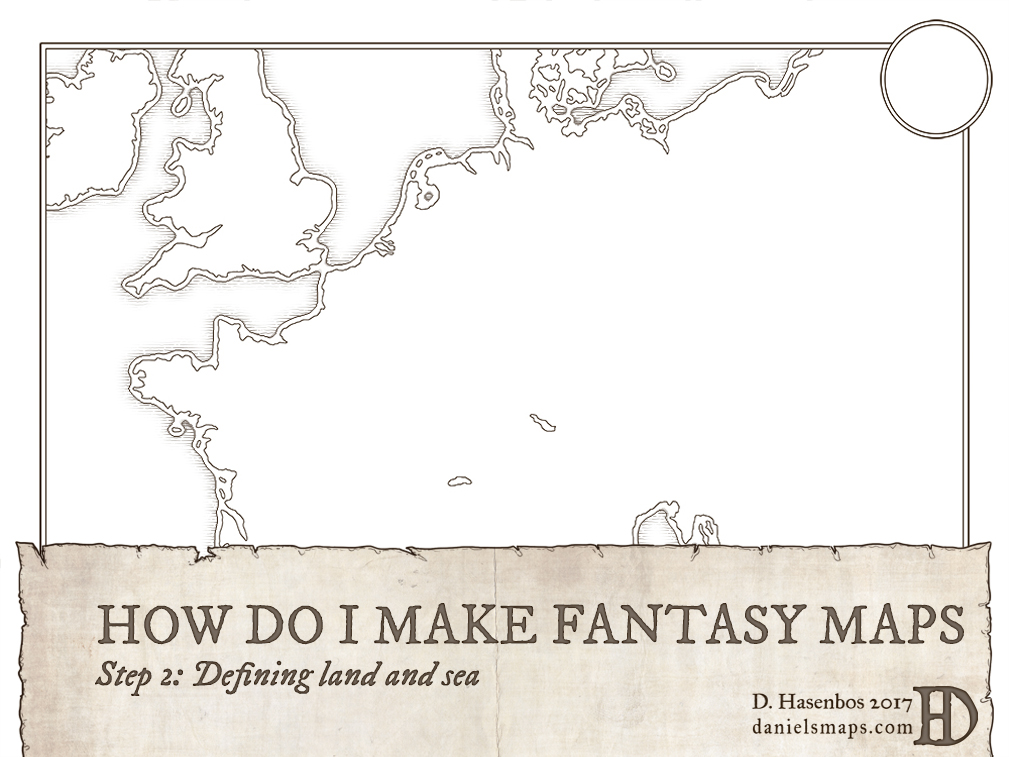 HOW DO I MAKE FANTASY MAPS
Step 2: Defining land and sea
D. Hasenbos 2017
danielsmaps.com
HD